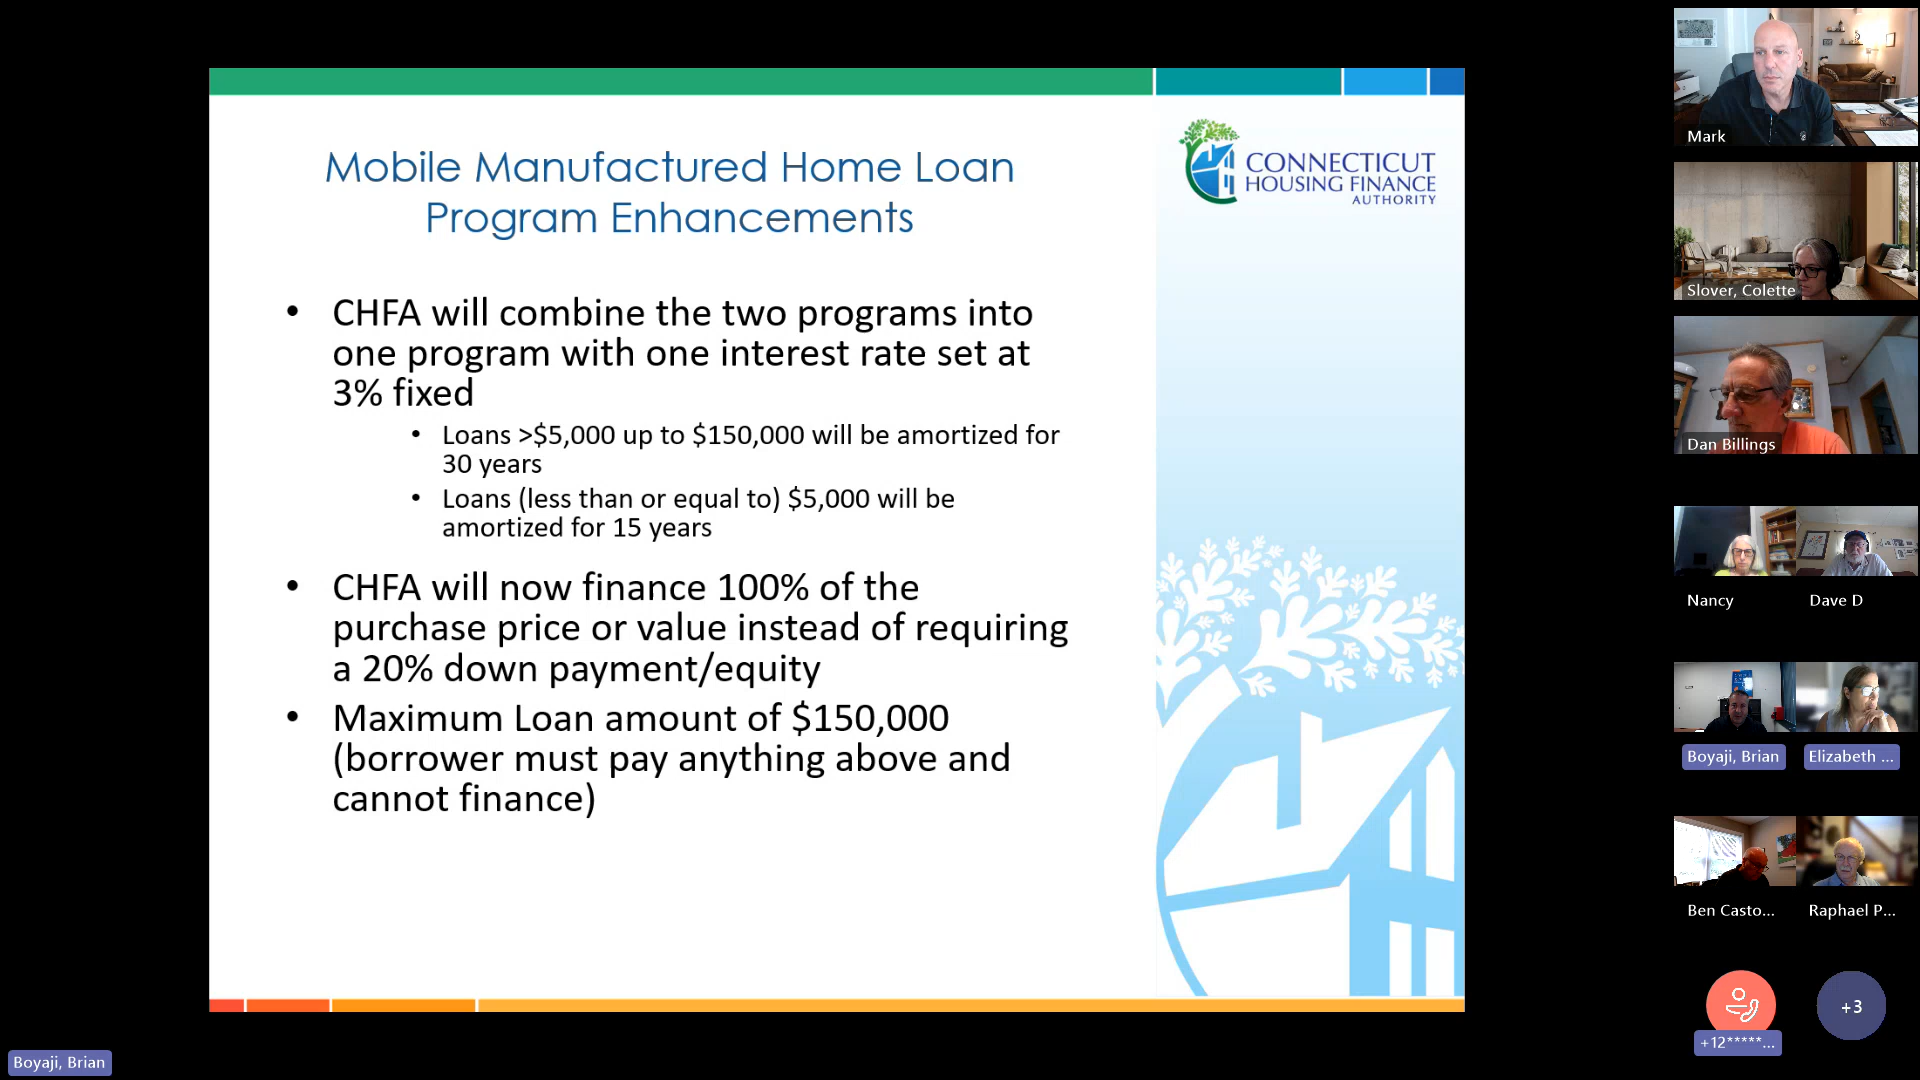 Mobile Manufactured Home Loan
Program Enhancements
CONNECTICUT
HOUSING FINANCE
AUTHORITY
• CHFA will combine the two programs into
one program with one interest rate set at
3% fixed
• Loans >$5,000 up to $150,000 will be amortized for
30 years
• Loans (less than or equal to) $5,000 will be
amortized for 15 years
• CHFA will now finance 100% of the
purchase price or value instead of requiring
a 20% down payment/equity
• Maximum Loan amount of $150,000
(borrower must pay anything above and
cannot finance)
Mark
Slover, Colette
Dan Billings
Nancy
Dave D
Boyaji, Brian
Elizabeth ...
Ben Casto...
Raphael P...
+12*****...
+3
Boyaji, Brian